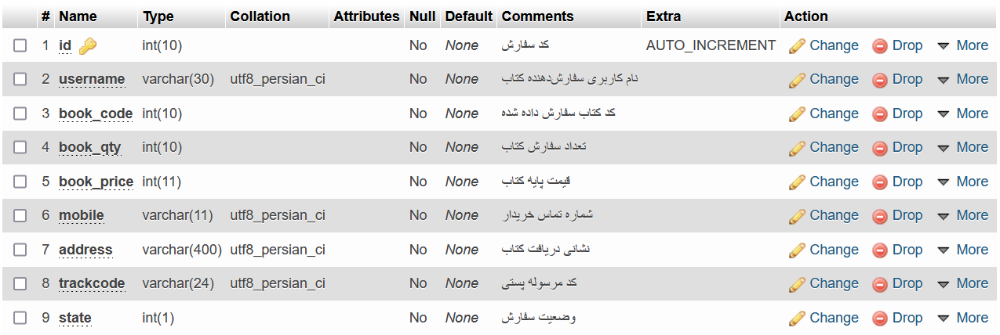 # Name Type Collation Attributes Null Default Comments Extra Action
1 id int(10) No None کد سفارش AUTO_INCREMENT Change Drop More
2 username varchar(30) utf8_persian_ci No None نام کاربری سفارش‌دهنده کتاب Change Drop More
3 book_code int(10) No None کد کتاب سفارش داده شده Change Drop More
4 book_qty int(10) No None تعداد سفارش کتاب Change Drop More
5 book_price int(11) No None قیمت پایه کتاب Change Drop More
6 mobile varchar(11) utf8_persian_ci No None شماره تماس خریدار Change Drop More
7 address varchar(400) utf8_persian_ci No None نشانی دریافت کتاب Change Drop More
8 trackcode varchar(24) utf8_persian_ci No None کد مرسوله پستی Change Drop More
9 state int(1) No None وضعیت سفارش Change Drop More